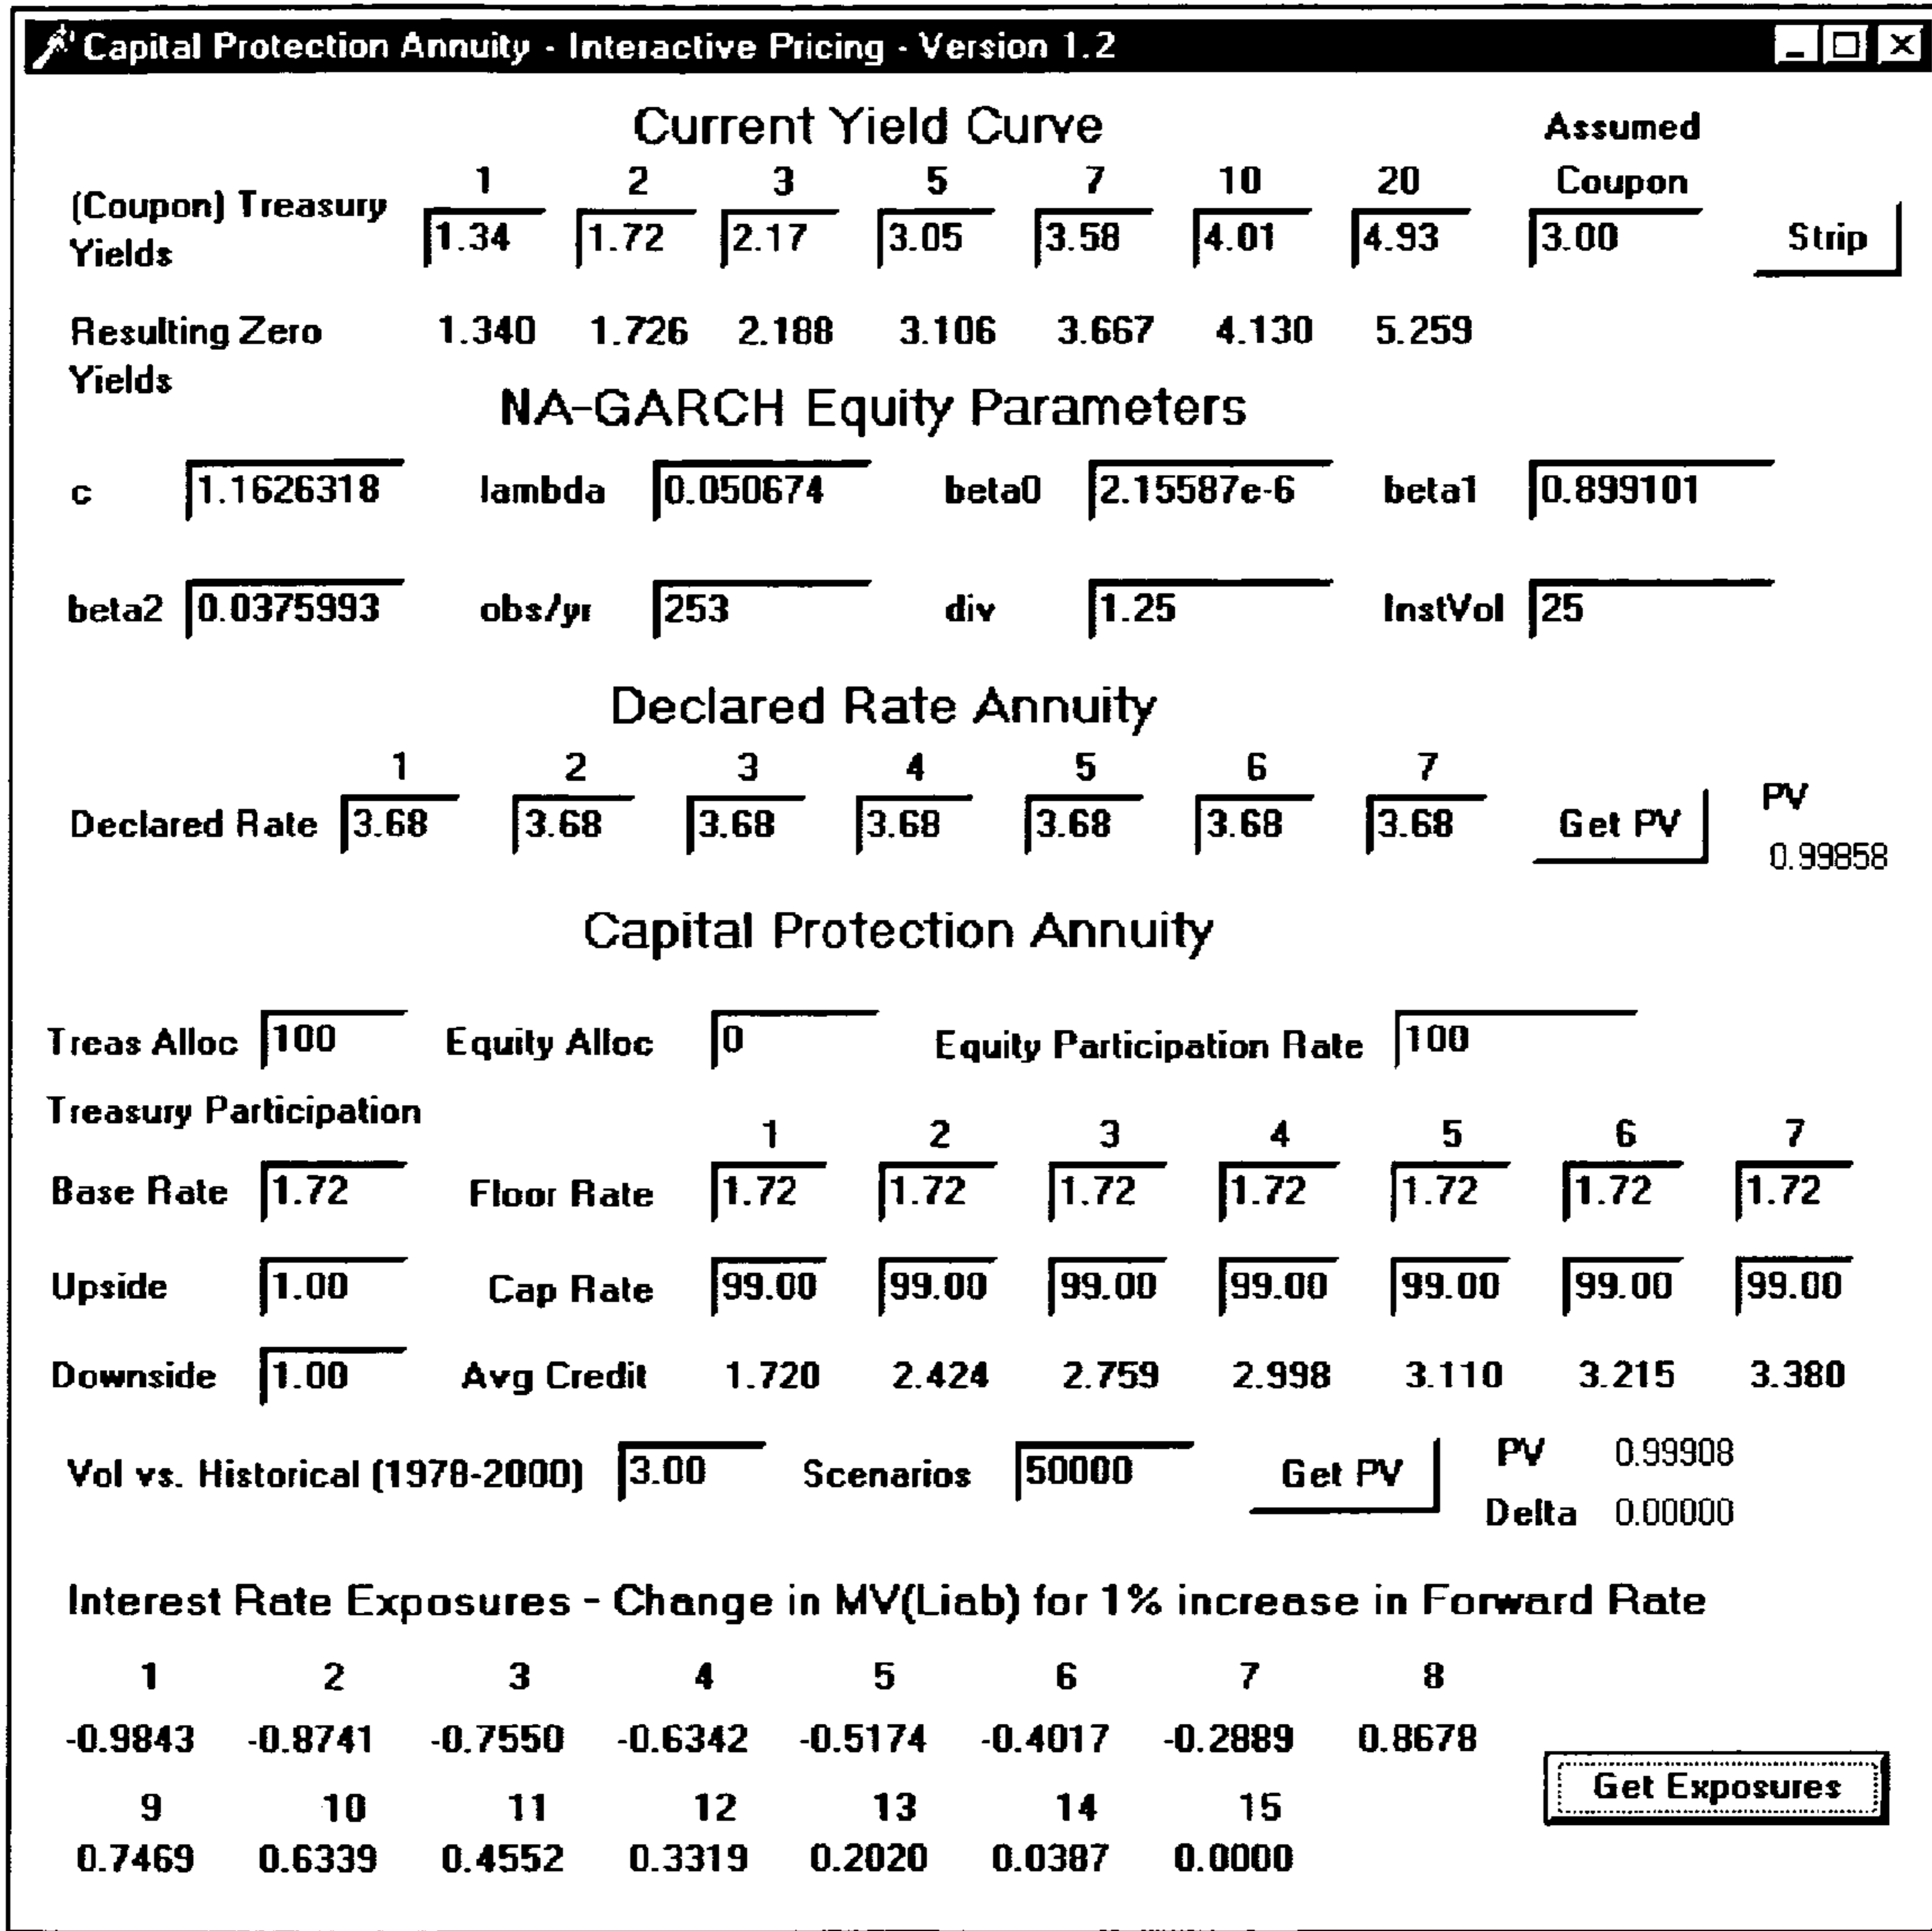 Capital Protection Annuity - Interactive Pricing - Version 1.2
Current Yield Curve
Assumed
1 2 3 5 7 10 20 Coupon
(Coupon) Treasury
Yields
1.34 1.72 2.17 3.05 3.58 4.01 4.93 3.00 Strip
Resulting Zero
Yields
1.340 1.726 2.188 3.106 3.667 4.130 5.259
NA-GARCH Equity Parameters
c 1.1626318 lambda 0.050674 beta0 2.15587e-6 beta1 0.899101
beta2 0.0375993 obs/yr 253 div 1.25 InstVol 25
Declared Rate Annuity
1 2 3 4 5 6 7
PV
Declared Rate 3.68 3.68 3.68 3.68 3.68 3.68 3.68 Get PV
0.99858
Capital Protection Annuity
Treas Alloc 100 Equity Alloc 0 Equity Participation Rate 100
Treasury Participation
1 2 3 4 5 6 7
Base Rate 1.72 Floor Rate 1.72 1.72 1.72 1.72 1.72 1.72 1.72
Upside 1.00 Cap Rate 99.00 99.00 99.00 99.00 99.00 99.00 99.00
Downside 1.00 Avg Credit 1.720 2.424 2.759 2.998 3.110 3.215 3.380
Vol vs. Historical (1978-2000) 3.00 Scenarios 50000 Get PV PV 0.99908
Delta 0.00000
Interest Rate Exposures - Change in MV(Liab) for 1% increase in Forward Rate
1 2 3 4 5 6 7 8
-0.9843 -0.8741 -0.7550 -0.6342 -0.5174 -0.4017 -0.2889 0.8678
Get Exposures
9 10 11 12 13 14 15
0.7469 0.6339 0.4552 0.3319 0.2020 0.0387 0.0000